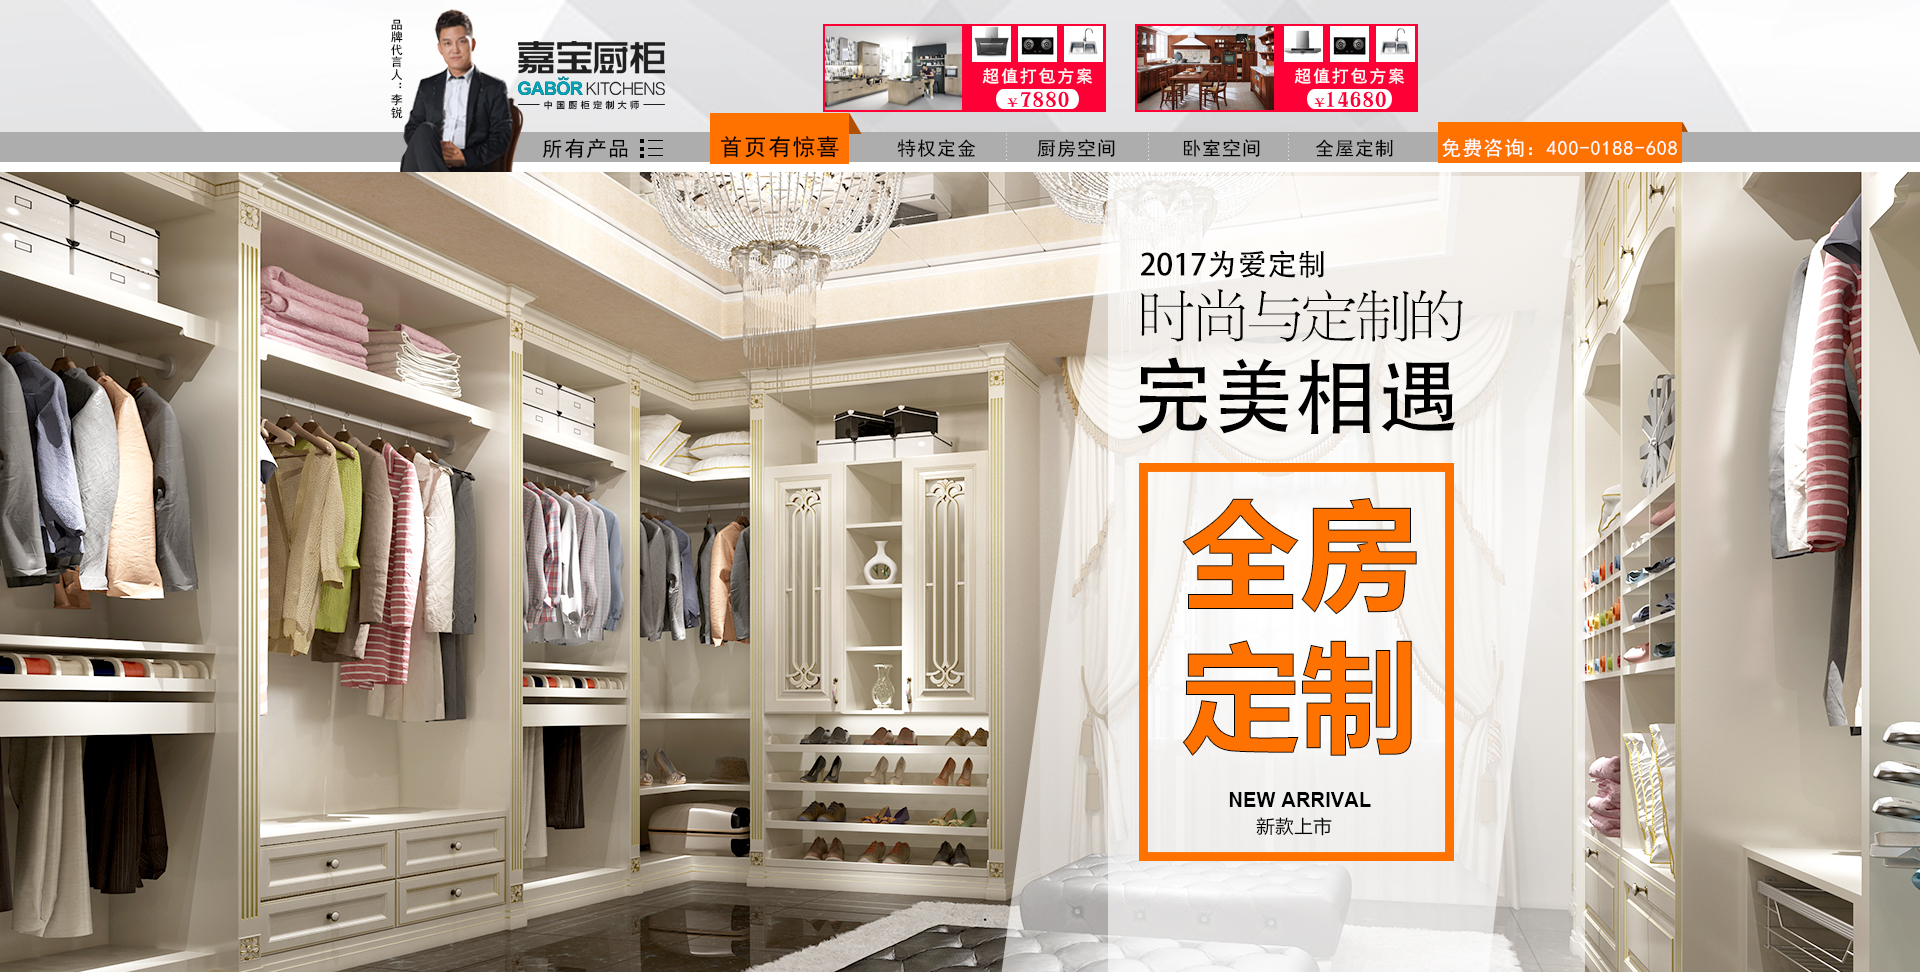 品牌代言人：李锐
嘉宝厨柜
GABOR KITCHENS
中国厨柜定制大师
超值打包方案
¥7880
超值打包方案
¥14680
所有产品
首页有惊喜
特权定金
厨房空间
卧室空间
全屋定制
免费咨询：400-0188-608
2017为爱定制
时尚与定制的
完美相遇
全房
定制
NEW ARRIVAL
新款上市